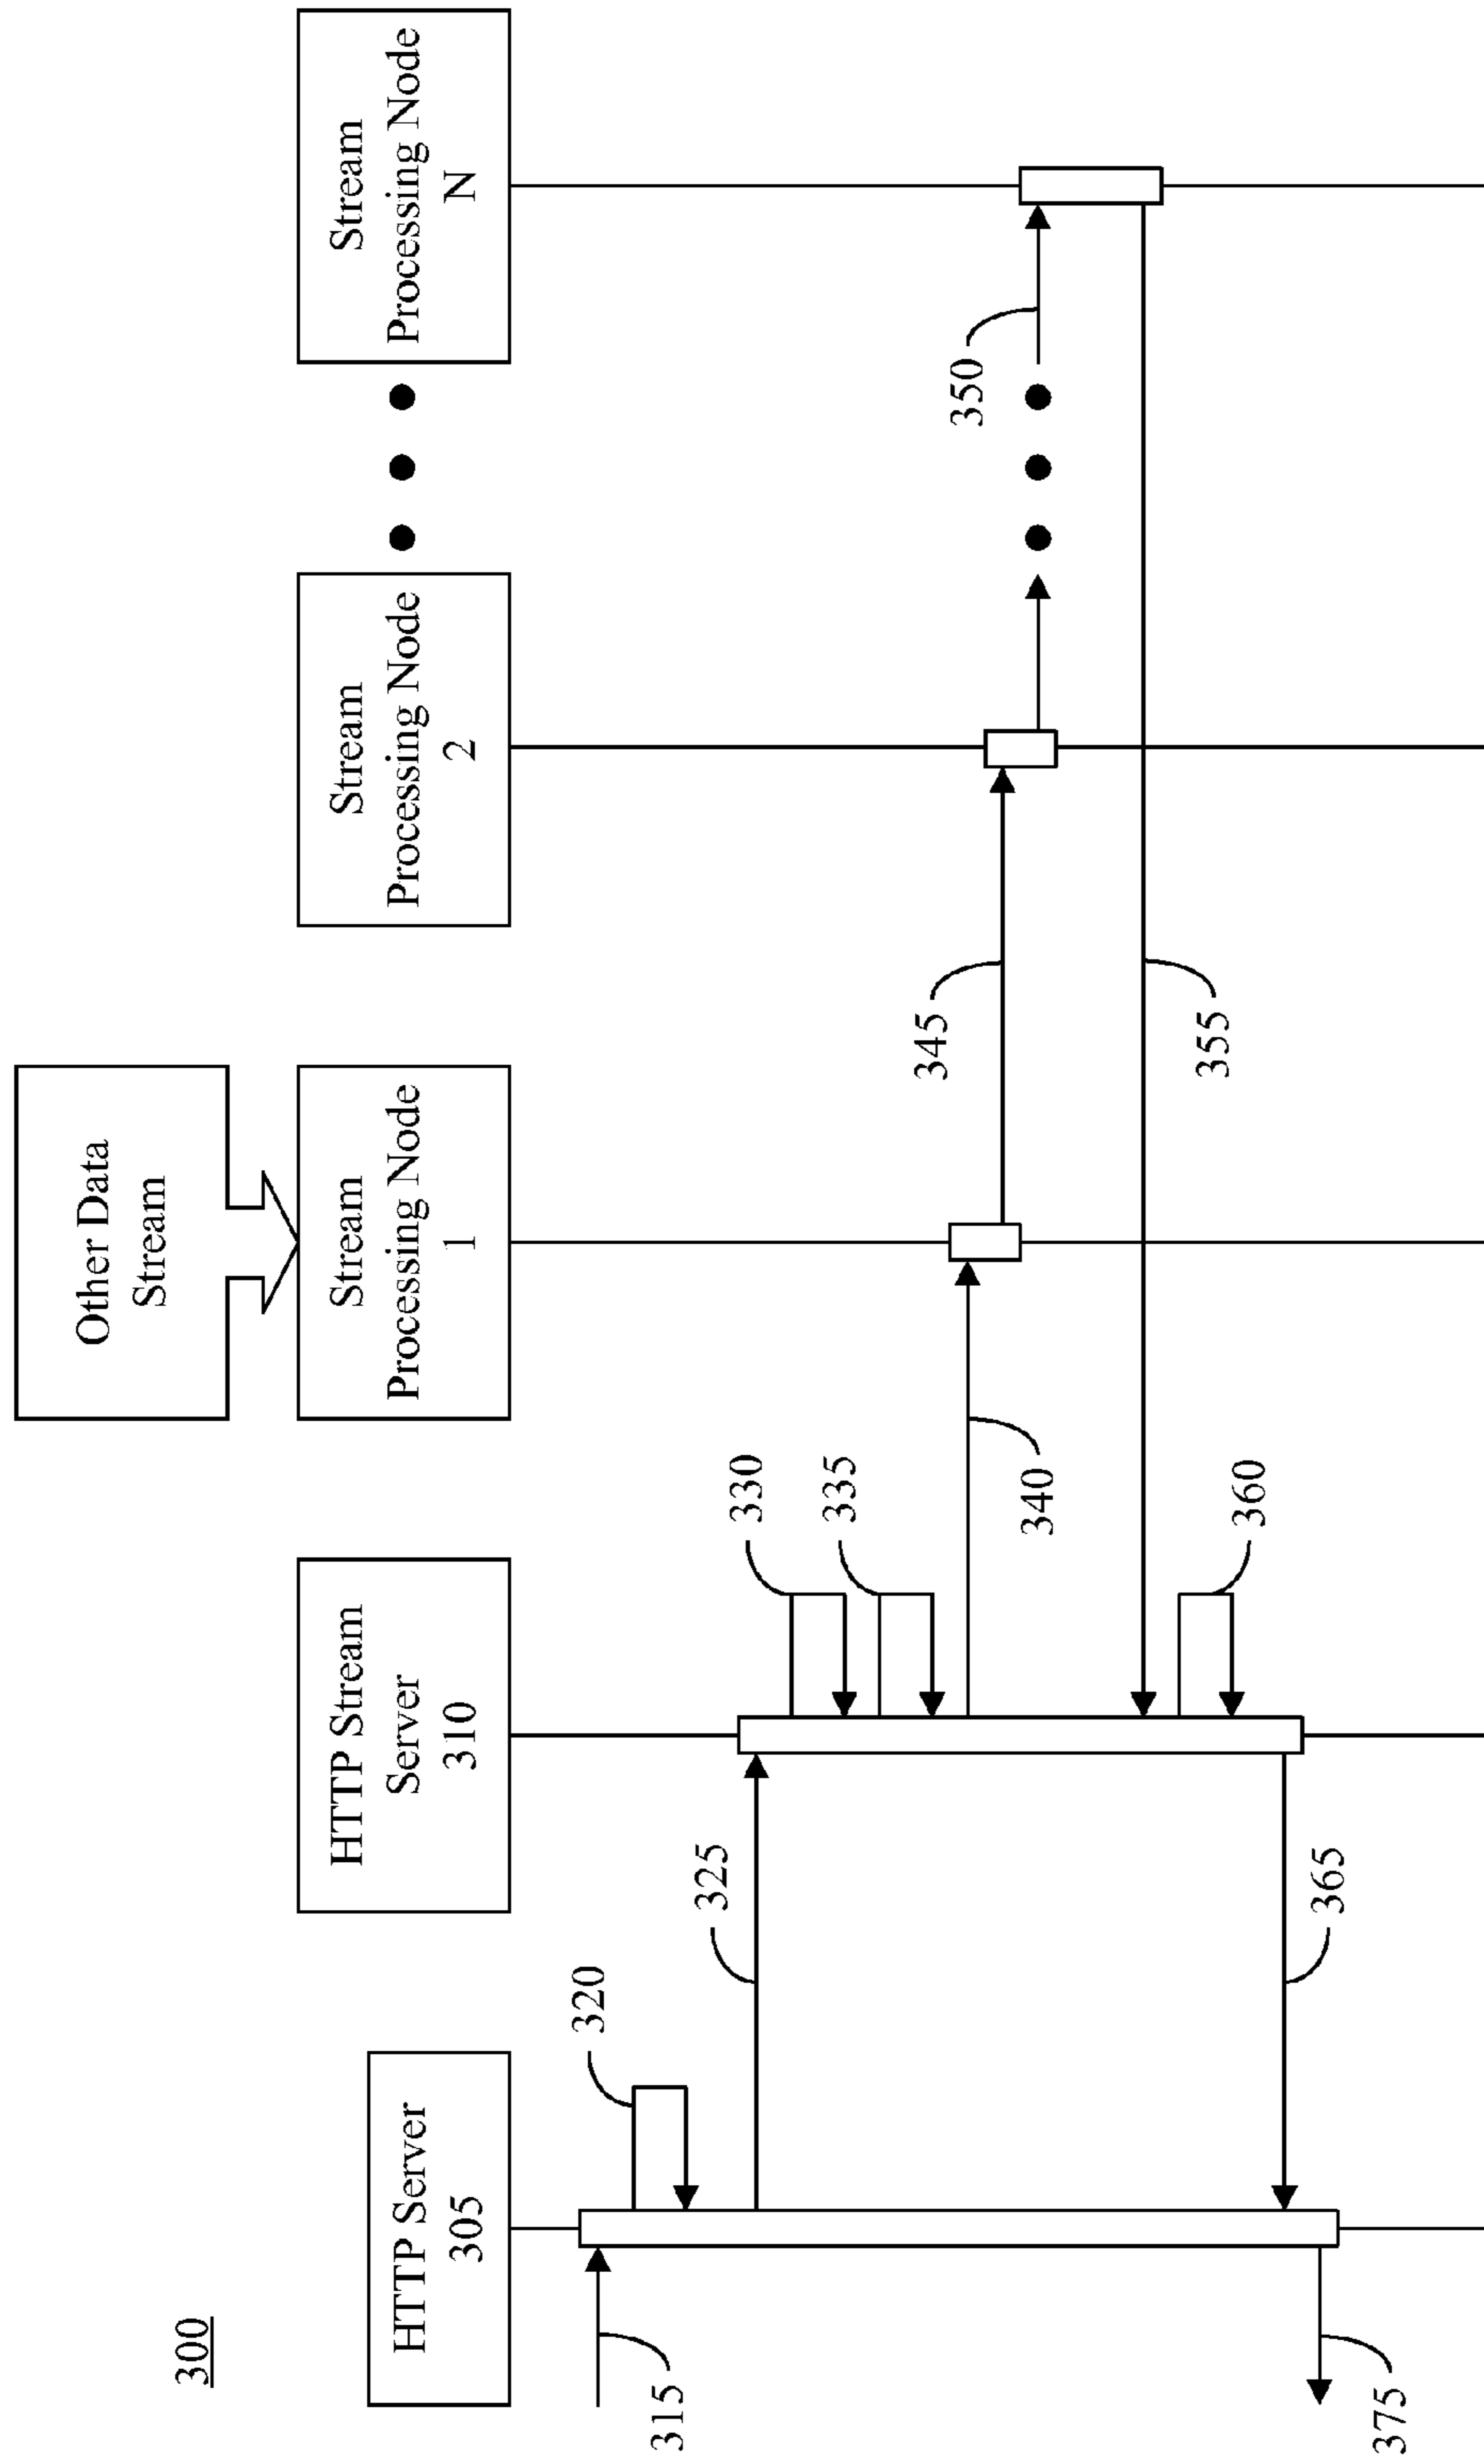 300
Other Data
Stream
HTTP Server
305
HTTP Stream
Server
310
Stream
Processing Node
1
Stream
Processing Node
2
Stream
Processing Node
N
315
320
325
330
335
340
345
350
355
360
365
375